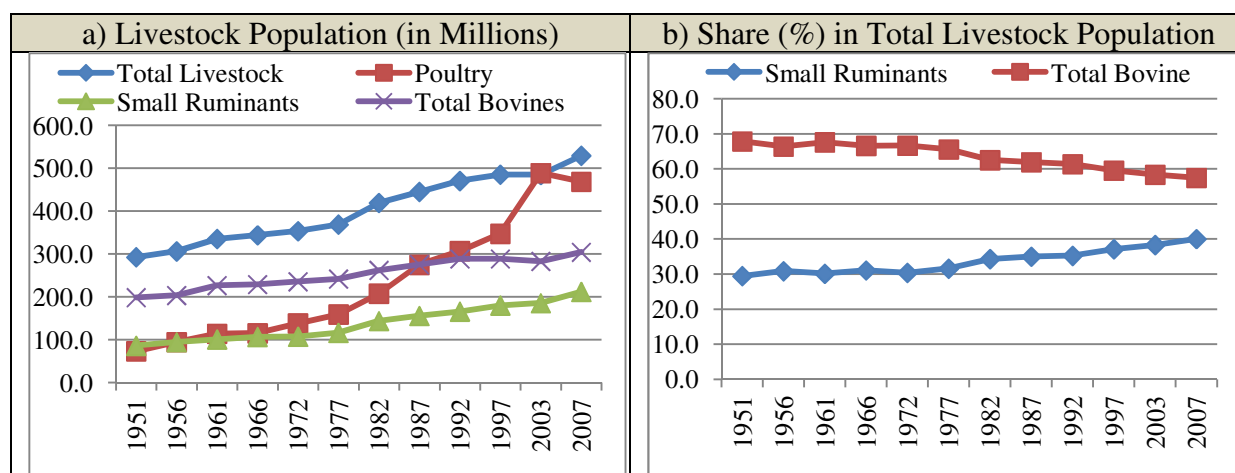 a) Livestock Population (in Millions)
Total Livestock Poultry
Small Ruminants Total Bovines
600.0
500.0
400.0
300.0
200.0
100.0
0.0
1951 1956 1961 1966 1972 1977 1982 1987 1992 1997 2003 2007
b) Share (%) in Total Livestock Population
Small Ruminants Total Bovine
80.0
70.0
60.0
50.0
40.0
30.0
20.0
10.0
0.0
1951 1956 1961 1966 1972 1977 1982 1987 1992 1997 2003 2007